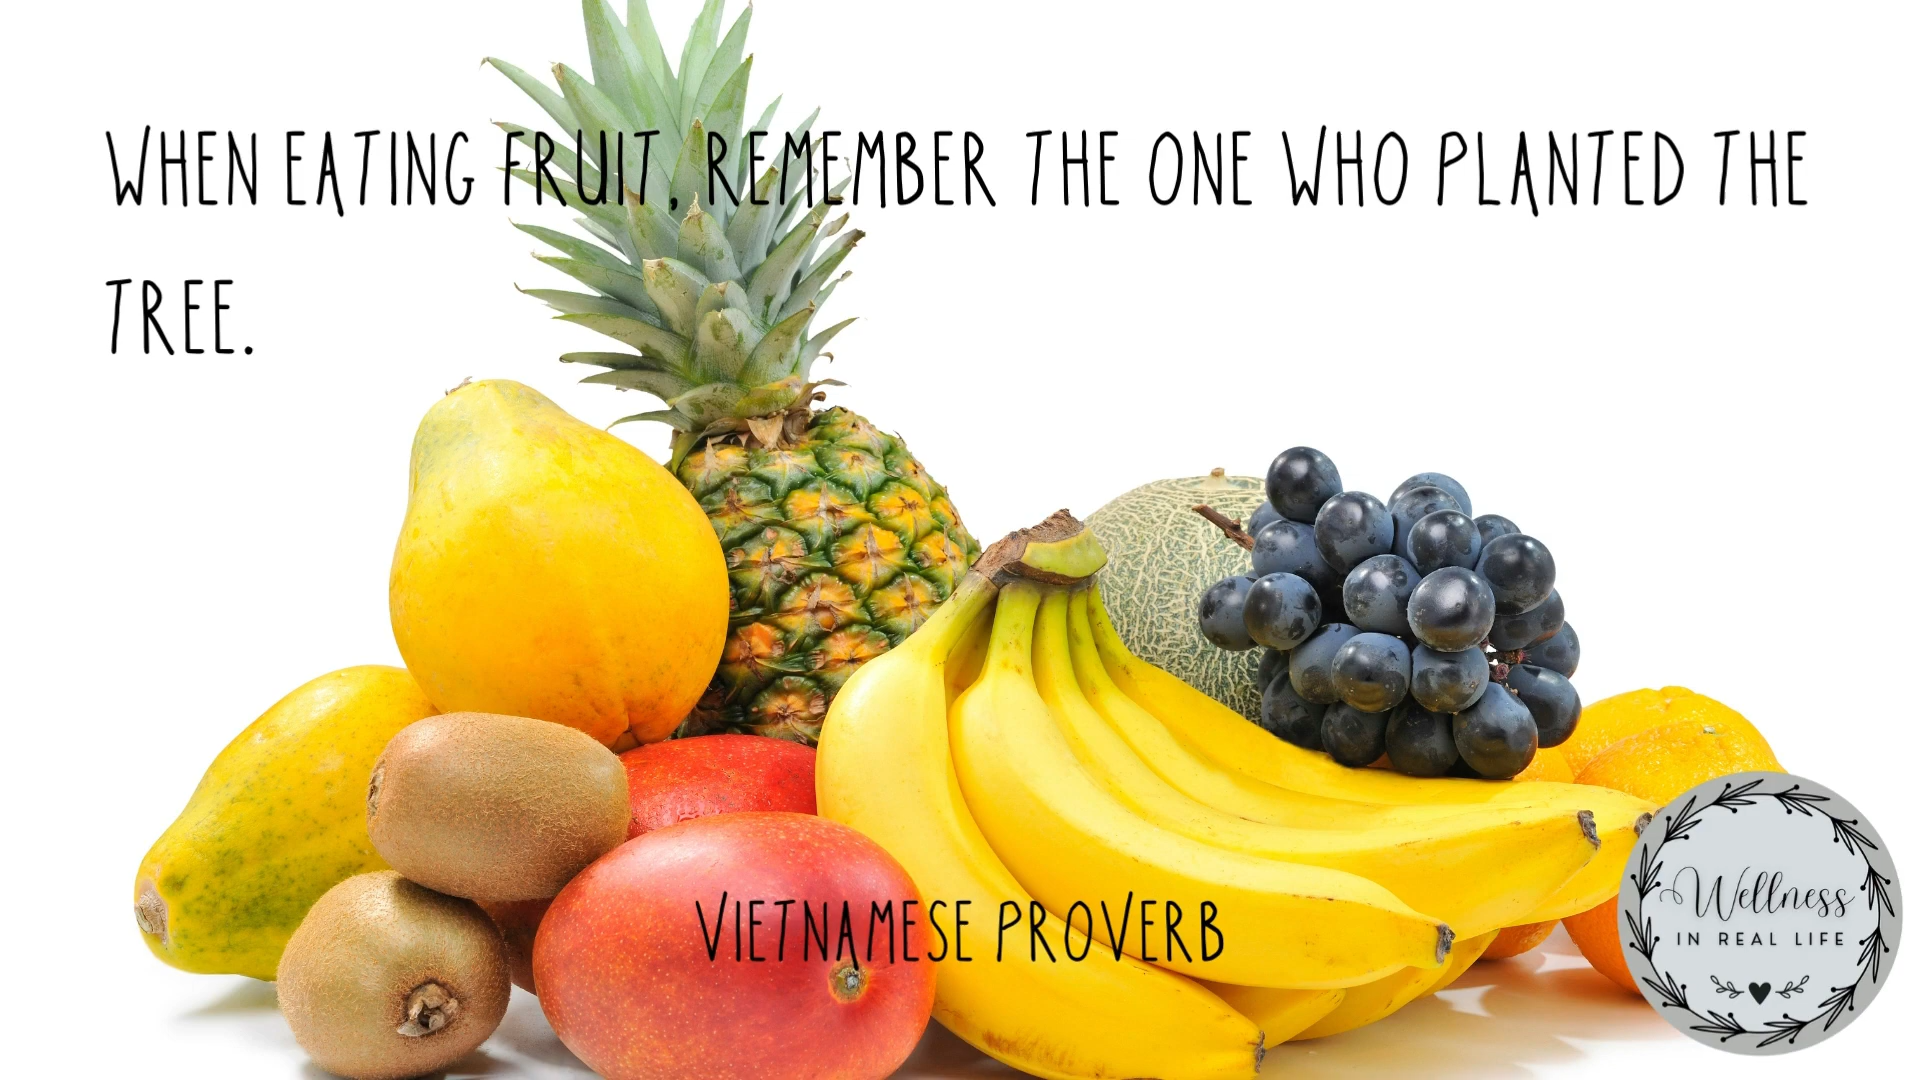 WHEN EATING FRUIT, REMEMBER THE ONE WHO PLANTED THE
TREE.
VIETNAMESE PROVERB
Wellness
IN REAL LIFE